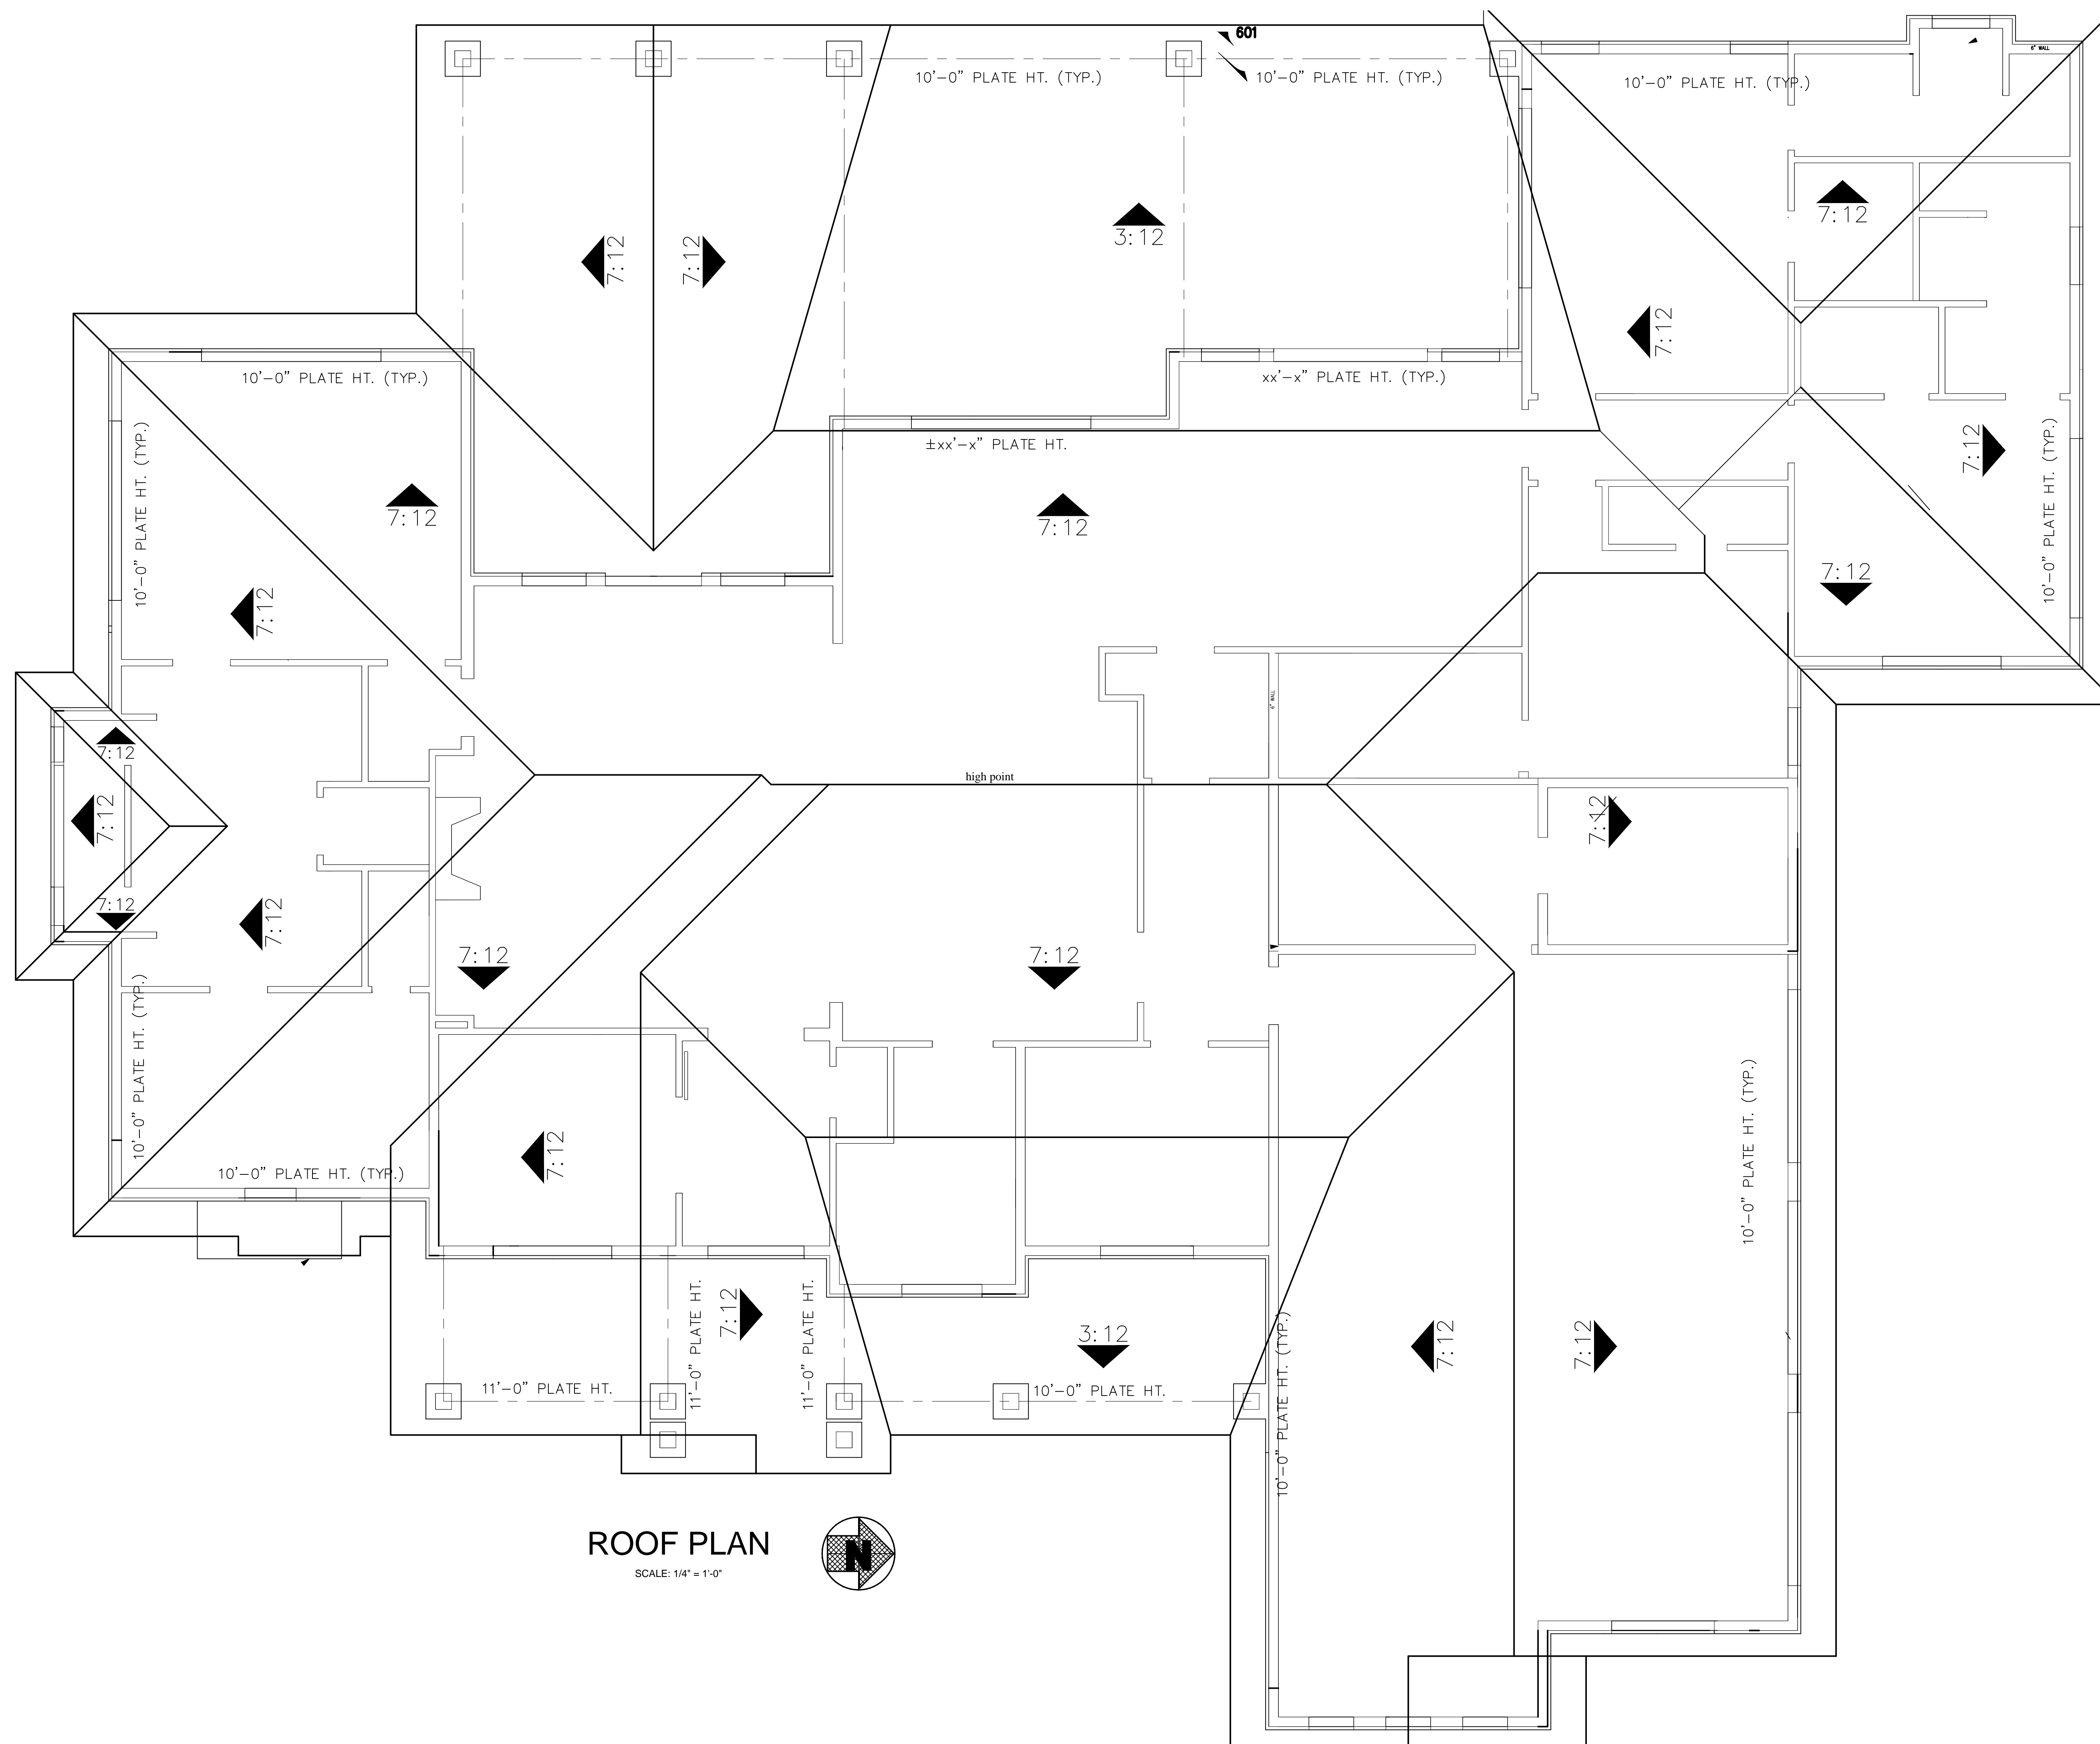 601
6" WALL
10'-0" PLATE HT. (TYP.)
10'-0" PLATE HT. (TYP.)
10'-0" PLATE HT. (TYP.)
7:12
3:12
7:12
7:12
7:12
10'-0" PLATE HT. (TYP.)
xx'-x" PLATE HT. (TYP.)
±xx'-x" PLATE HT.
10'-0" PLATE HT. (TYP.)
7:12
10'-0" PLATE HT. (TYP.)
7:12
7:12
7:12
7:12
6" WALL
7:12
high point
7:12
7:12
7:12
7:12
7:12
7:12
10'-0" PLATE HT. (TYP.)
10'-0" PLATE HT. (TYP.)
7:12
10'-0" PLATE HT. (TYP.)
7:12
11'-0" PLATE HT.
11'-0" PLATE HT.
3:12
10'-0" PLATE HT. (TYP.)
7:12
7:12
11'-0" PLATE HT.
10'-0" PLATE HT.
ROOF PLAN
N
SCALE: 1/4" = 1'-0"